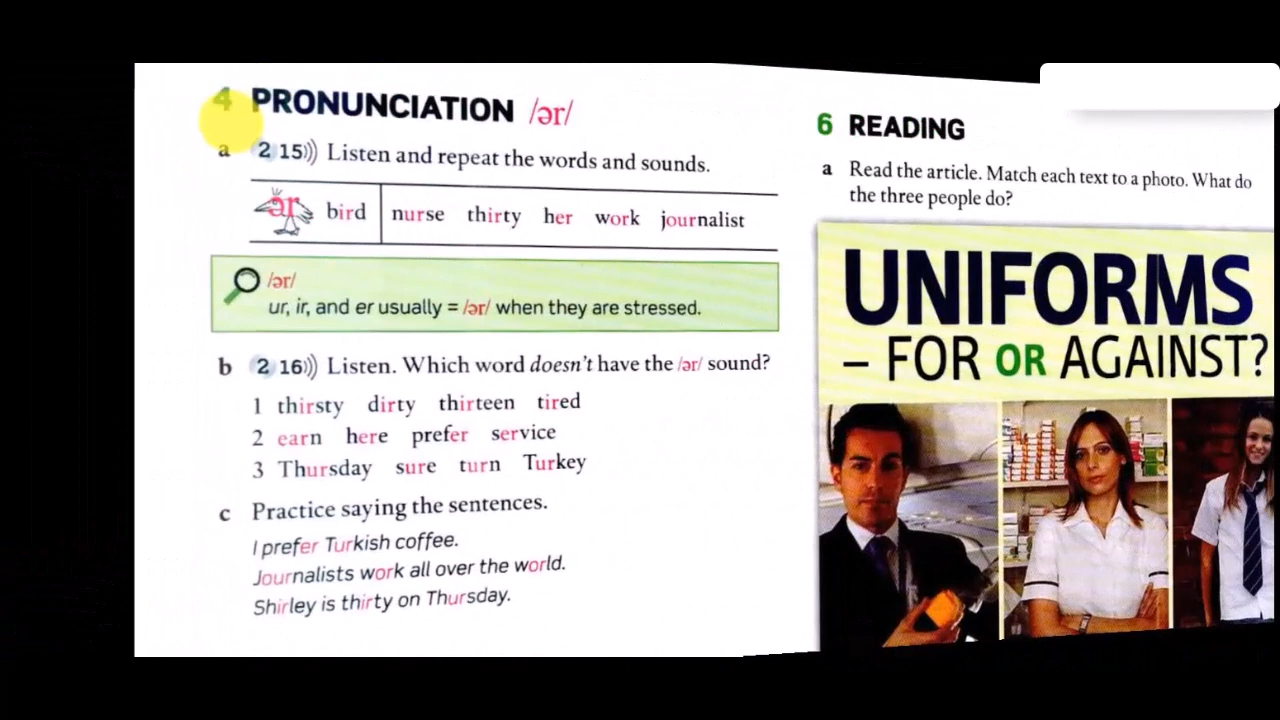 4 PRONUNCIATION /ər/
a 2 15))) Listen and repeat the words and sounds.
ər bird nurse thirty her work journalist
/ər/
ur, ir, and er usually = /ər/ when they are stressed.
b 2 16))) Listen. Which word doesn't have the /ər/ sound?
1 thirsty dirty thirteen tired
2 earn here prefer service
3 Thursday sure turn Turkey
c Practice saying the sentences.
I prefer Turkish coffee.
Journalists work all over the world.
Shirley is thirty on Thursday.
6 READING
a Read the article. Match each text to a photo. What do
the three people do?
UNIFORMS
– FOR OR AGAINST?